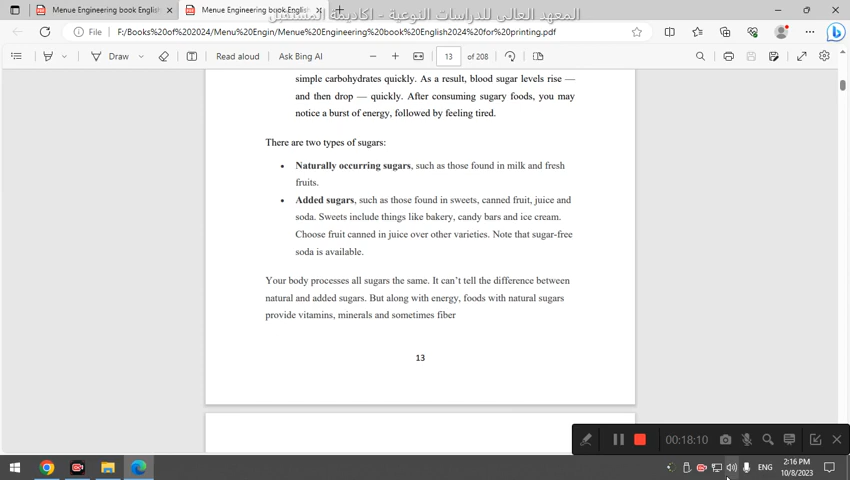 Menue Engineering book English
Menue Engineering book English
المعهد العالي للدراسات النوعية - اكاديمية المستقبل
File
F:/Books%20of%202024/Menu%20Engin/Menue%20Engineering%20book%20English2024%20for%20printing.pdf
Draw
Read aloud
Ask Bing AI
13 of 208
simple carbohydrates quickly. As a result, blood sugar levels rise —
and then drop — quickly. After consuming sugary foods, you may
notice a burst of energy, followed by feeling tired.
There are two types of sugars:
• Naturally occurring sugars, such as those found in milk and fresh
fruits.
• Added sugars, such as those found in sweets, canned fruit, juice and
soda. Sweets include things like bakery, candy bars and ice cream.
Choose fruit canned in juice over other varieties. Note that sugar-free
soda is available.
Your body processes all sugars the same. It can’t tell the difference between
natural and added sugars. But along with energy, foods with natural sugars
provide vitamins, minerals and sometimes fiber
13
00:18:10
ENG
2:16 PM
10/8/2023